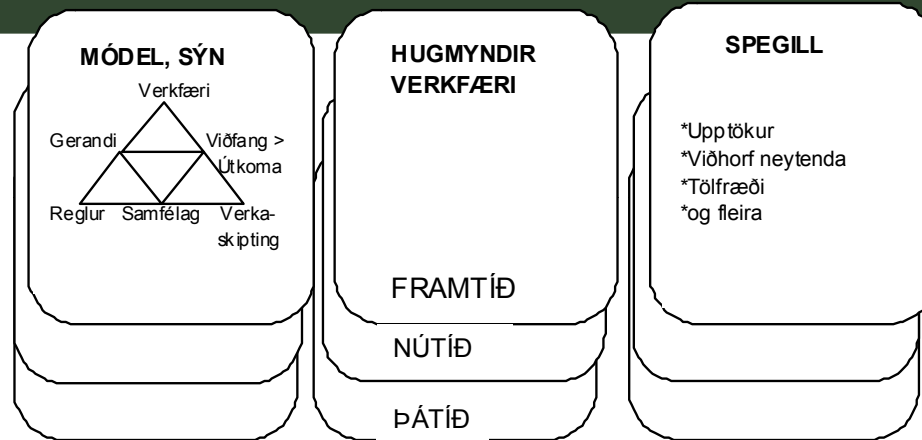 MÓDEL, SÝN
Verkfæri
Gerandi
Viðfang >
Útkoma
Reglur
Samfélag
Verka-
skipting
HUGMYNDIR
VERKFÆRI
FRAMTÍÐ
NÚTÍÐ
ÞÁTÍÐ
SPEGILL
*Upptökur
*Viðhorf neytenda
*Tölfræði
*og fleira